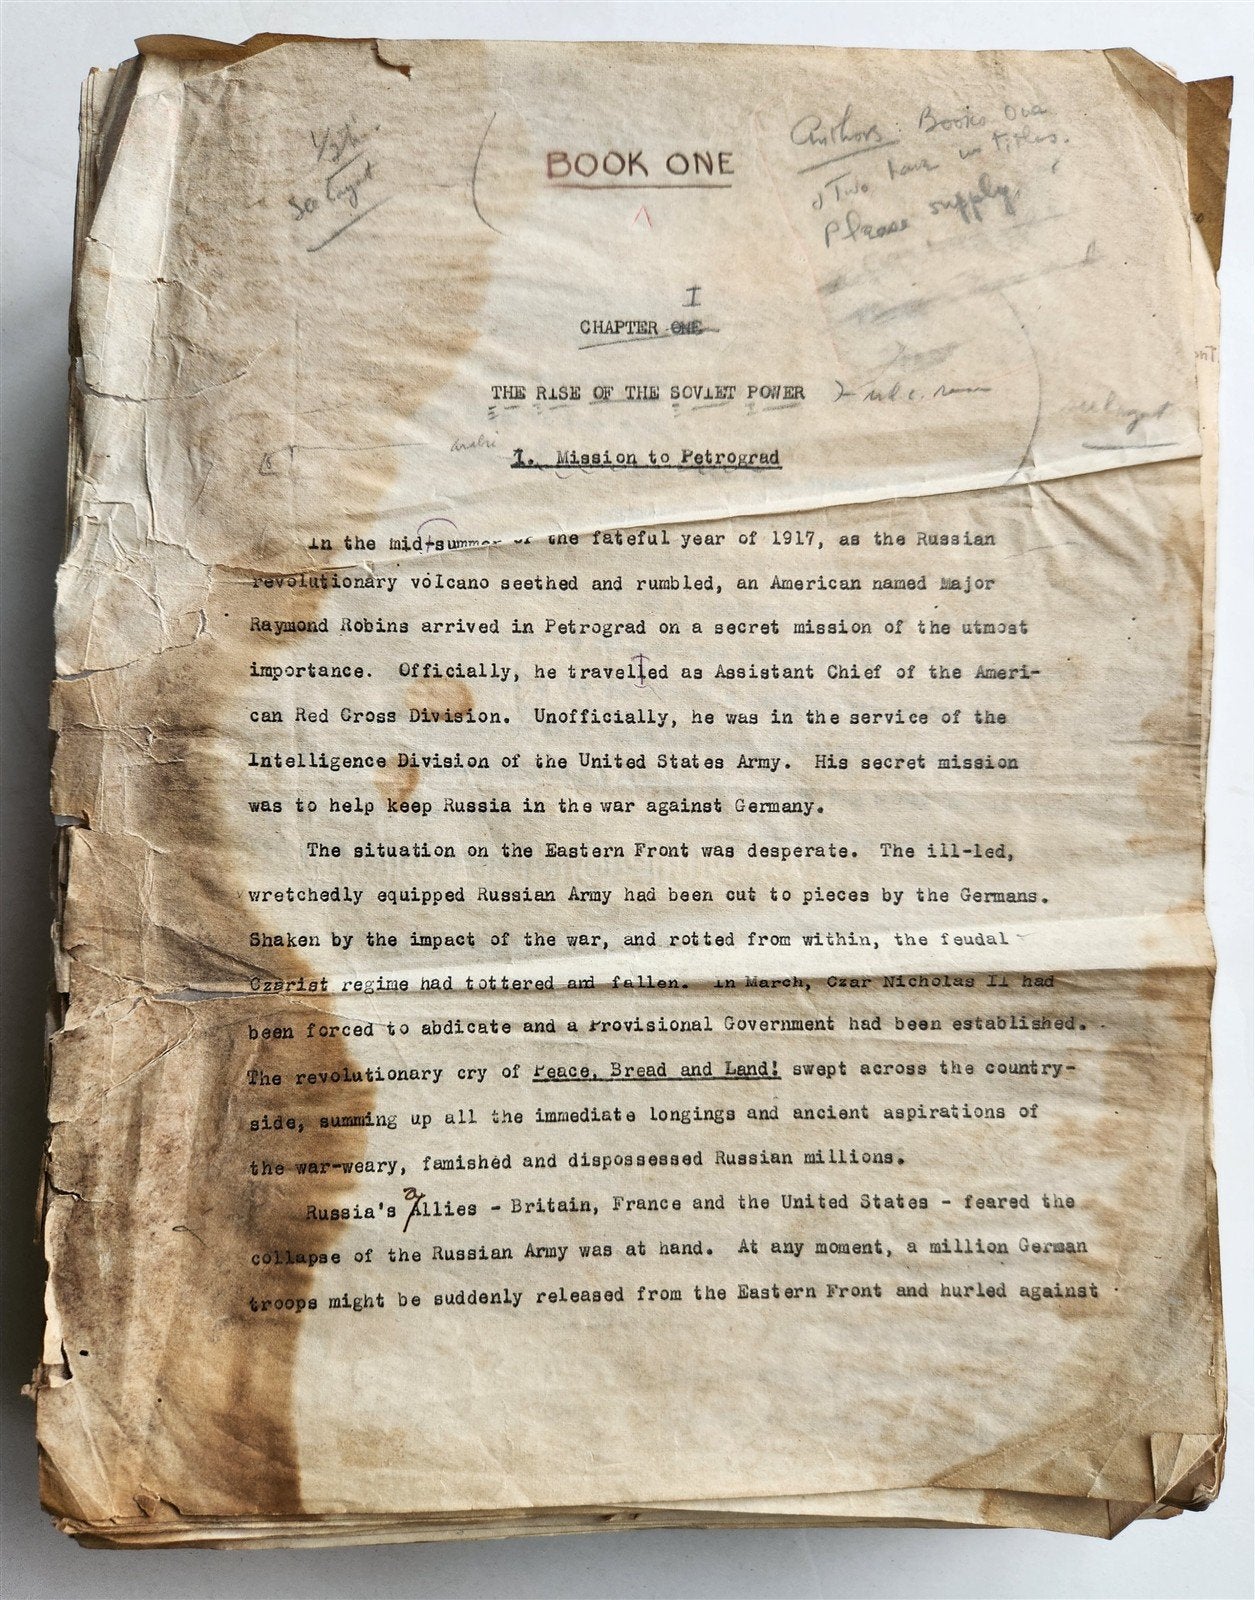 BOOK ONE
Authors: Books One
& Two have no titles.
Please supply.
I
CHAPTER ONE
THE RISE OF THE SOVIET POWER
1. Mission to Petrograd
In the mid-summer of the fateful year of 1917, as the Russian
revolutionary volcano seethed and rumbled, an American named Major
Raymond Robins arrived in Petrograd on a secret mission of the utmost
importance. Officially, he travelled as Assistant Chief of the Ameri-
can Red Cross Division. Unofficially, he was in the service of the
Intelligence Division of the United States Army. His secret mission
was to help keep Russia in the war against Germany.
The situation on the Eastern Front was desperate. The ill-led,
wretchedly equipped Russian Army had been cut to pieces by the Germans.
Shaken by the impact of the war, and rotted from within, the feudal
Czarist regime had tottered and fallen. In March, Czar Nicholas II had
been forced to abdicate and a Provisional Government had been established.
The revolutionary cry of Peace, Bread and Land! swept across the country-
side, summing up all the immediate longings and ancient aspirations of
the war-weary, famished and dispossessed Russian millions.
a
Russia's Allies - Britain, France and the United States - feared the
collapse of the Russian Army was at hand. At any moment, a million German
troops might be suddenly released from the Eastern Front and hurled against